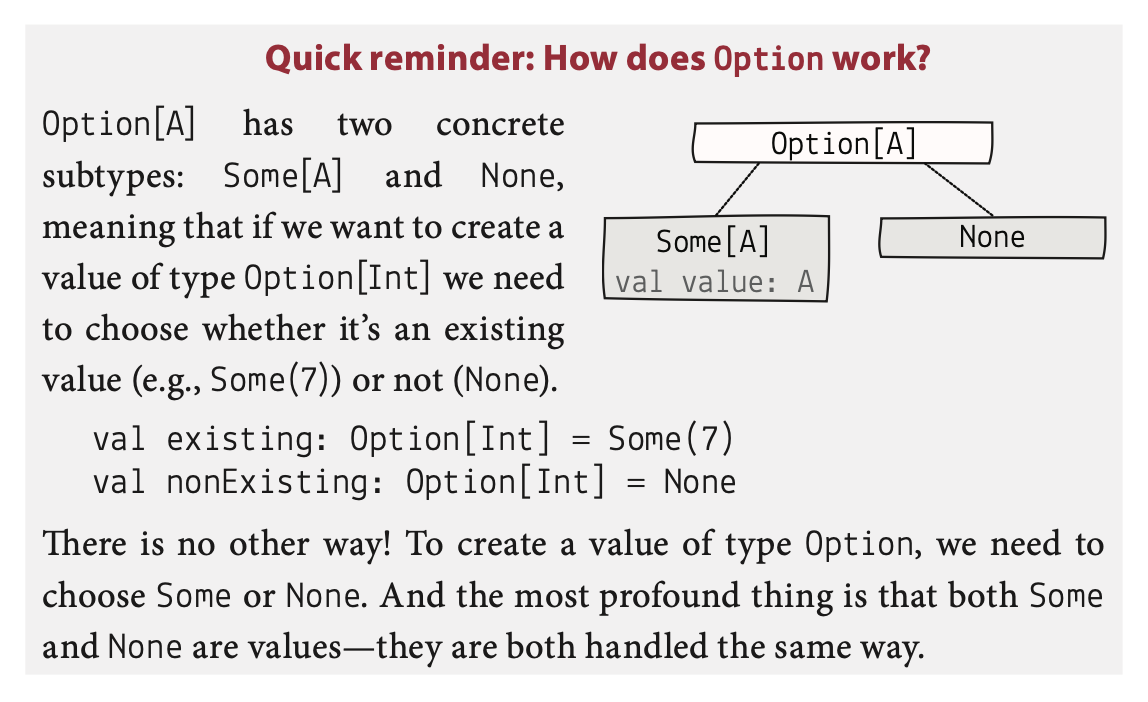 Quick reminder: How does Option work?
Option[A] has two concrete
subtypes: Some[A] and None,
meaning that if we want to create a
value of type Option[Int] we need
to choose whether it's an existing
value (e.g., Some(7)) or not (None).
Option[A]
Some[A]
val value: A
None
val existing: Option[Int] = Some(7)
val nonExisting: Option[Int] = None
There is no other way! To create a value of type Option, we need to
choose Some or None. And the most profound thing is that both Some
and None are values—they are both handled the same way.